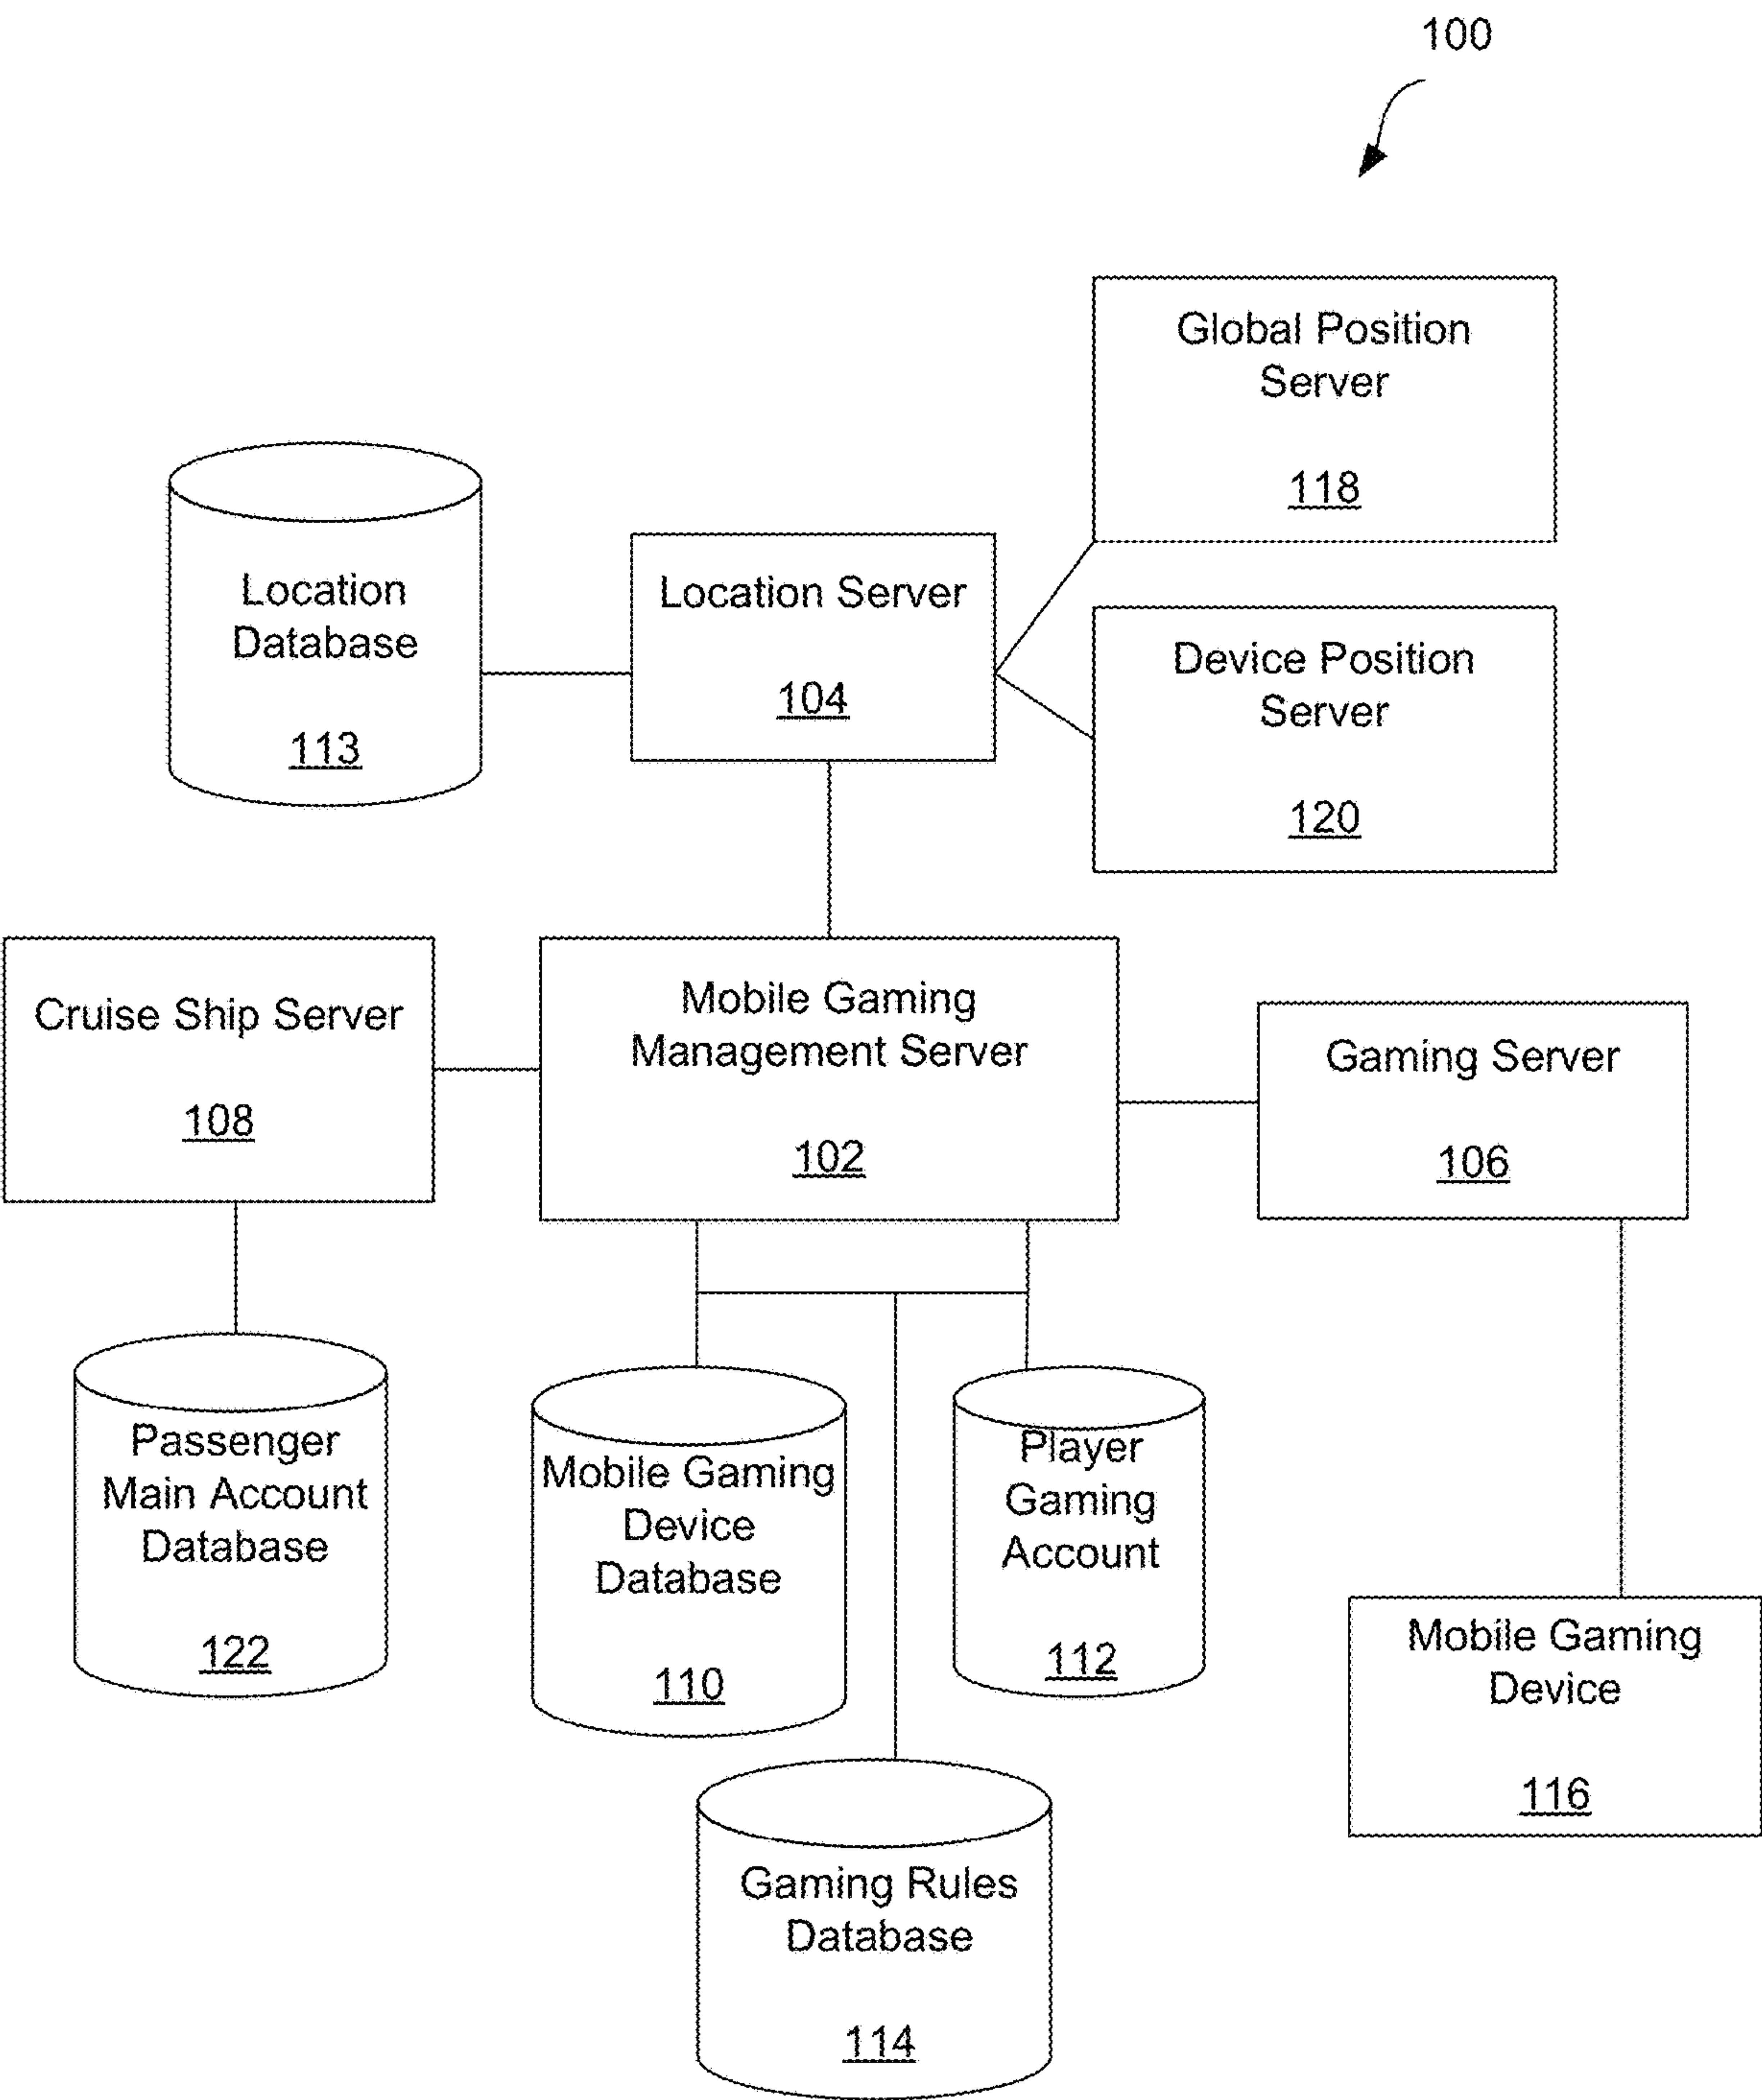 100
Global Position
Server
118
Location
Database
113
Location Server
104
Device Position
Server
120
Cruise Ship Server
108
Mobile Gaming
Management Server
102
Gaming Server
106
Passenger
Main Account
Database
122
Mobile Gaming
Device
Database
110
Player
Gaming
Account
112
Mobile Gaming
Device
116
Gaming Rules
Database
114